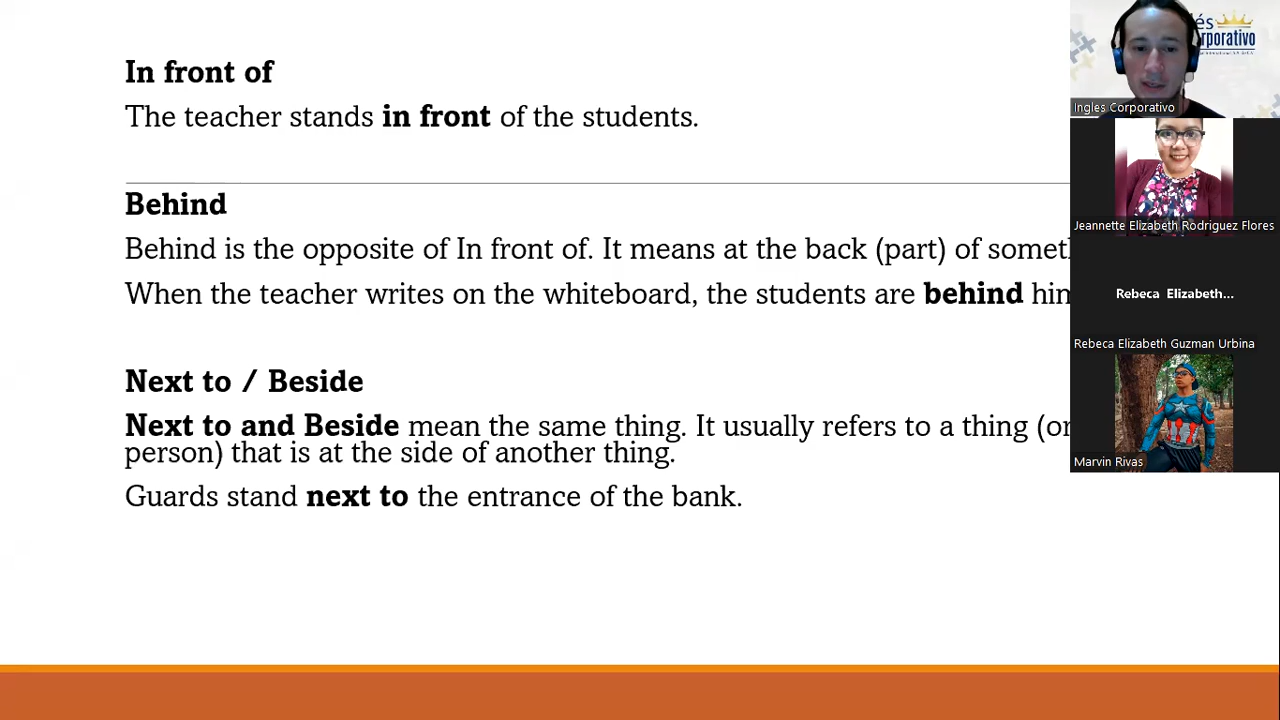 In front of
The teacher stands in front of the students.
Behind
Behind is the opposite of In front of. It means at the back (part) of
When the teacher writes on the whiteboard, the students are behind
Next to / Beside
Next to and Beside mean the same thing. It usually refers to a thing
person) that is at the side of another thing.
Guards stand next to the entrance of the bank.
Ingles Corporativo
Jeannette Elizabeth Rodriguez Flores
Rebeca Elizabeth...
Rebeca Elizabeth Guzman Urbina
Marvin Rivas